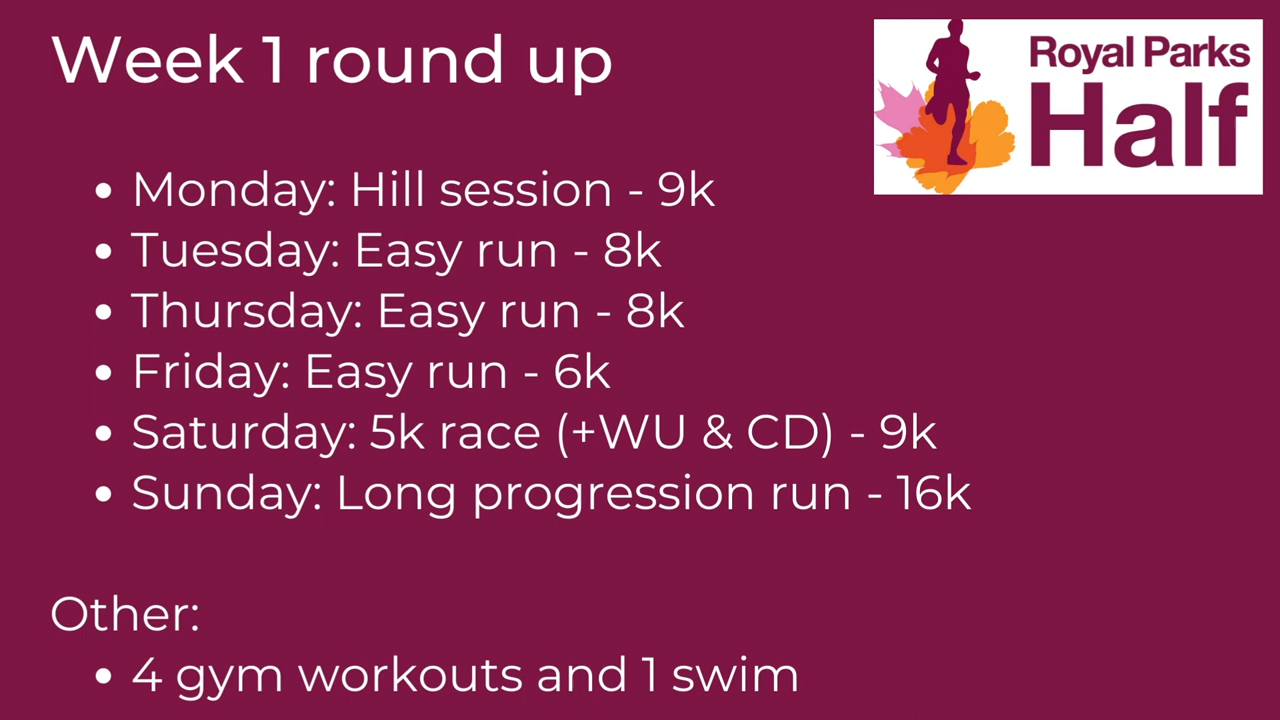 Week 1 round up
Royal Parks
Half
• Monday: Hill session - 9k
• Tuesday: Easy run - 8k
• Thursday: Easy run - 8k
• Friday: Easy run - 6k
• Saturday: 5k race (+WU & CD) - 9k
• Sunday: Long progression run - 16k
Other:
• 4 gym workouts and 1 swim